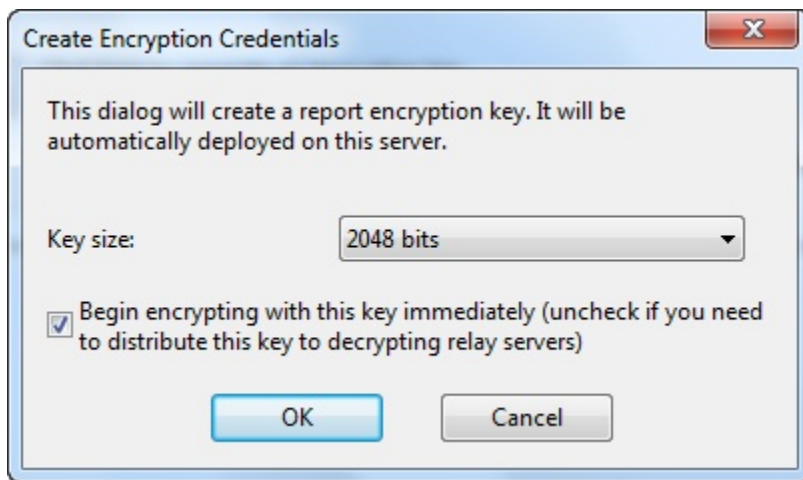 Create Encryption Credentials
This dialog will create a report encryption key. It will be
automatically deployed on this server.
Key size:
2048 bits
Begin encrypting with this key immediately (uncheck if you need
to distribute this key to decrypting relay servers)
OK
Cancel